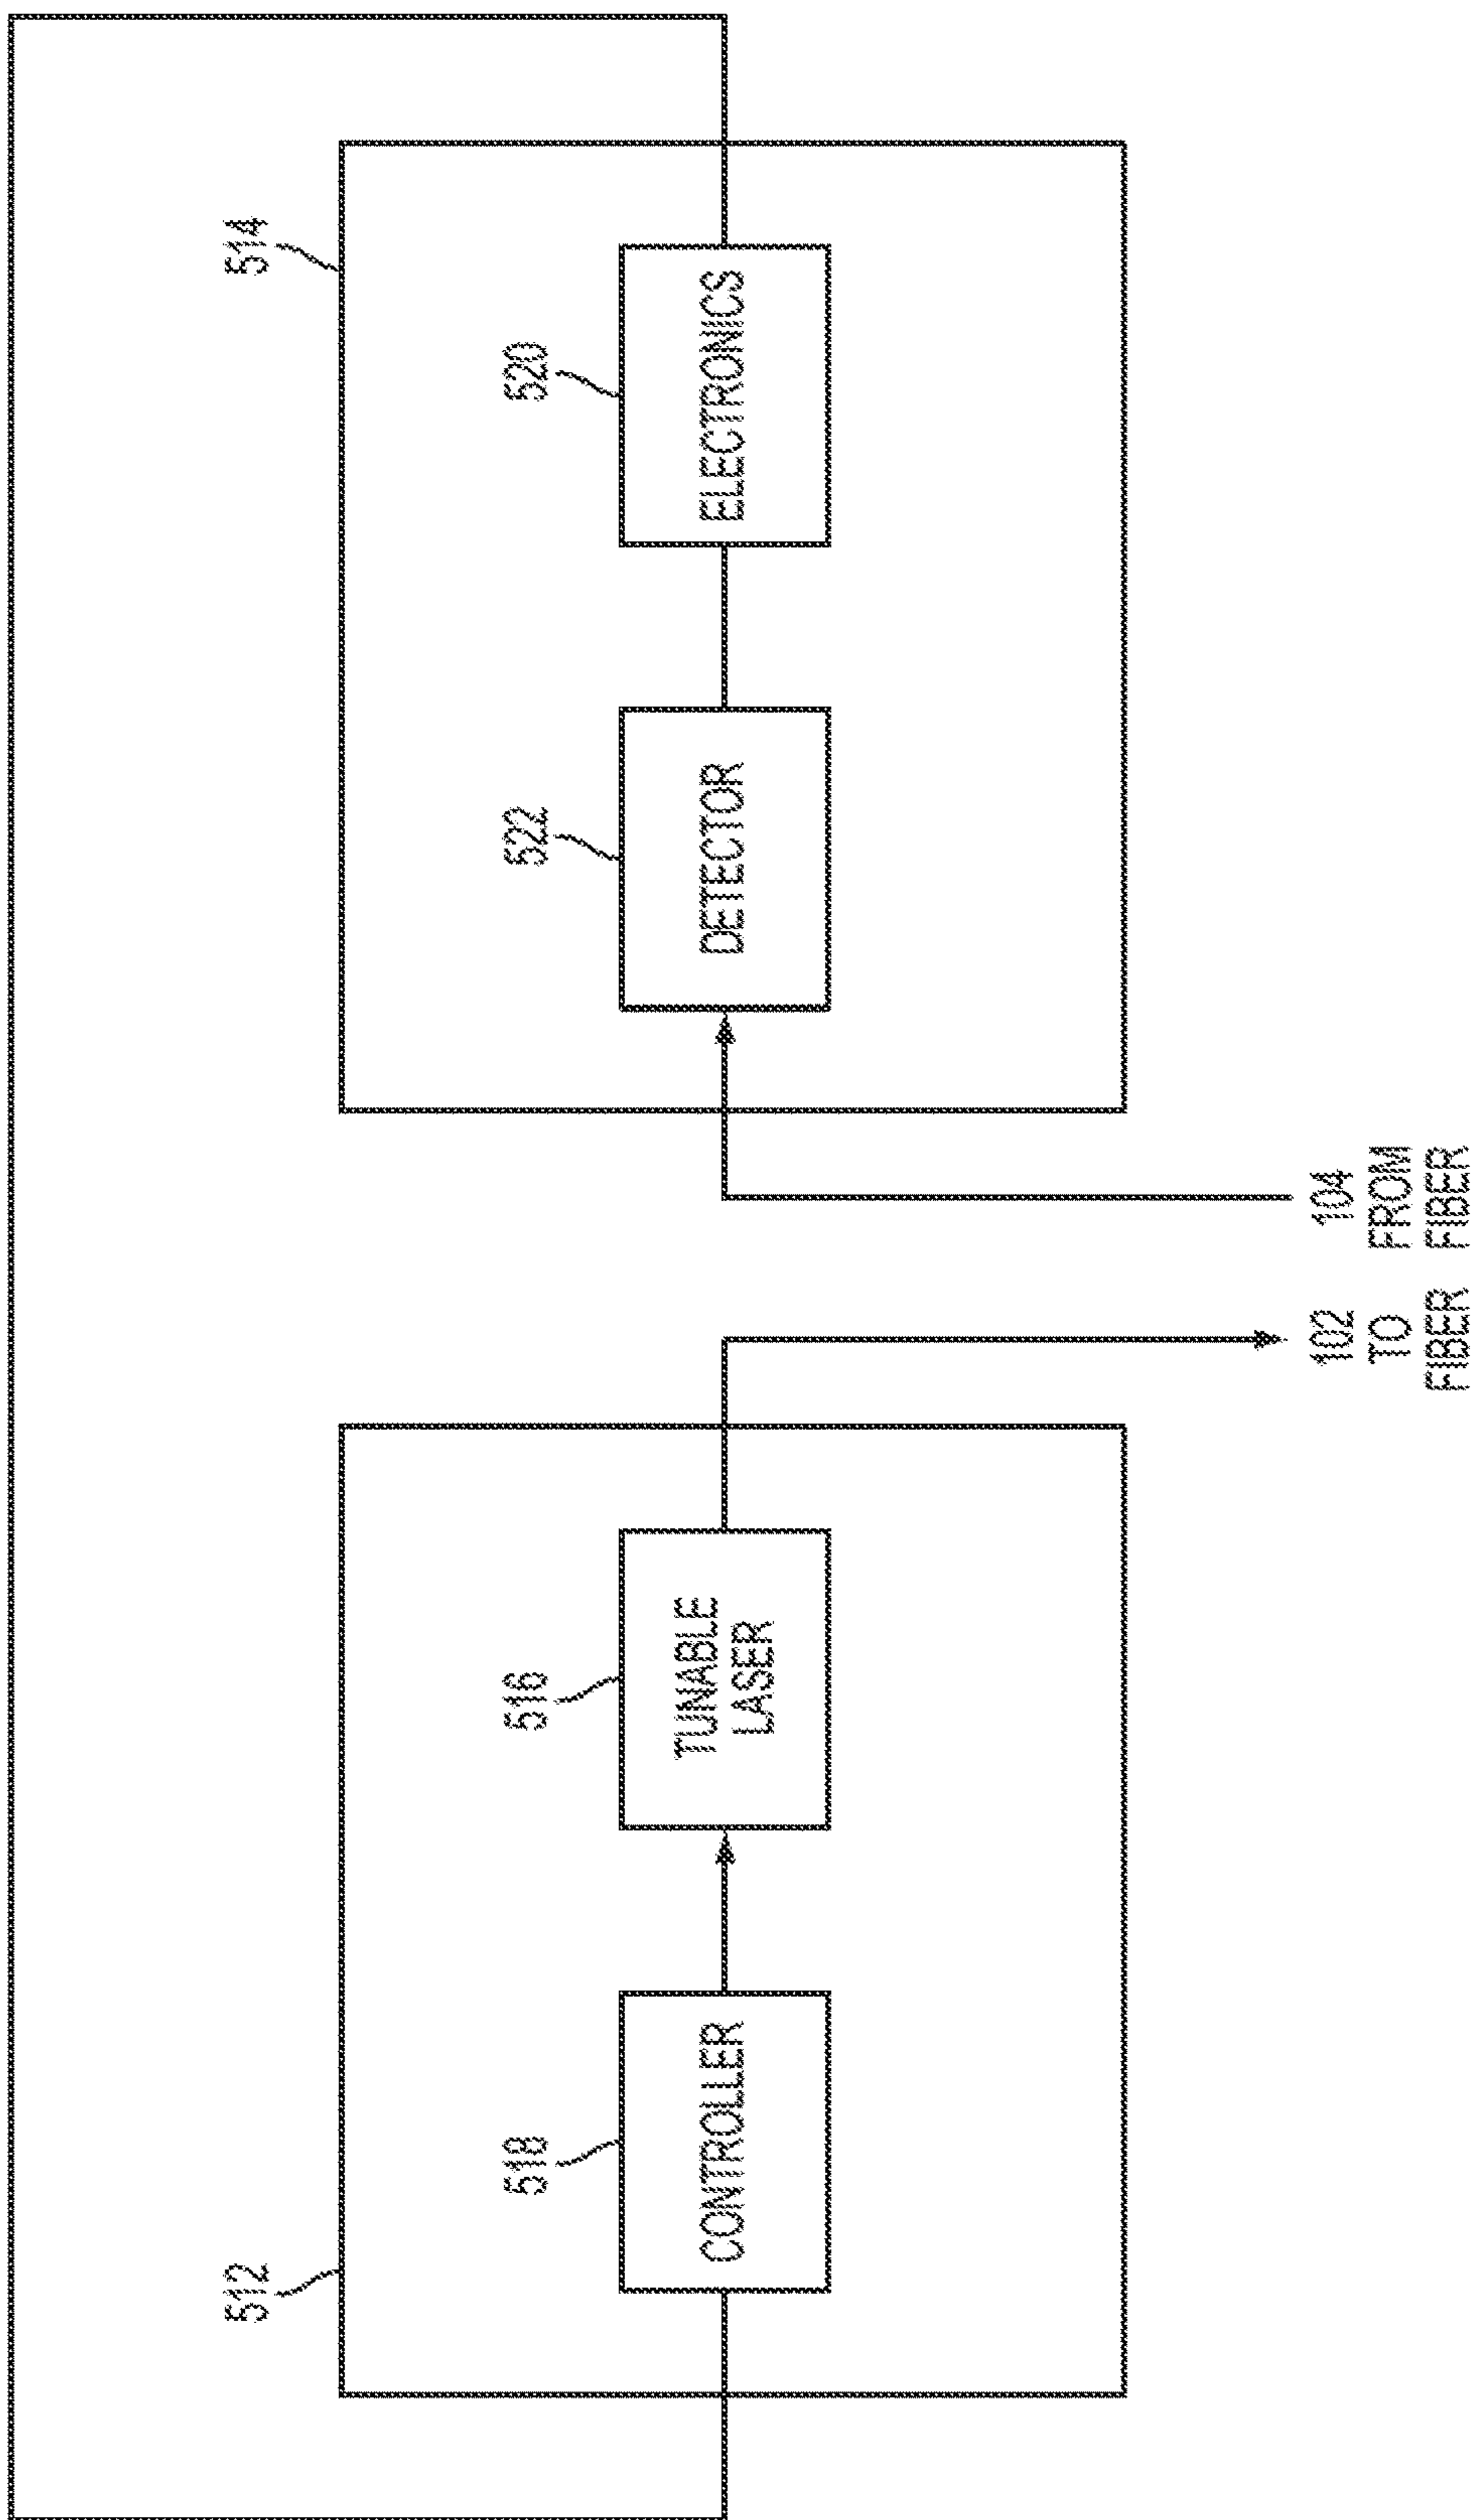 512
518
CONTROLLER
516
TUNABLE
LASER
102
TO
FIBER
104
FROM
FIBER
514
522
DETECTOR
520
ELECTRONICS